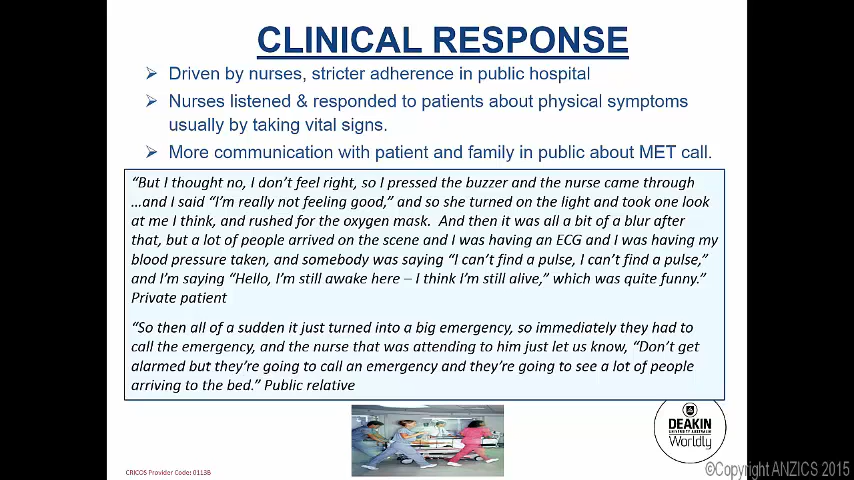 CLINICAL RESPONSE
Driven by nurses, stricter adherence in public hospital
Nurses listened & responded to patients about physical symptoms
usually by taking vital signs.
More communication with patient and family in public about MET call.
“But I thought no, I don’t feel right, so I pressed the buzzer and the nurse came through
…and I said “I’m really not feeling good,” and so she turned on the light and took one look
at me I think, and rushed for the oxygen mask. And then it was all a bit of a blur after
that, but a lot of people arrived on the scene and I was having an ECG and I was having my
blood pressure taken, and somebody was saying “I can’t find a pulse, I can’t find a pulse,”
and I’m saying “Hello, I’m still awake here – I think I’m still alive,” which was quite funny.”
Private patient
“So then all of a sudden it just turned into a big emergency, so immediately they had to
call the emergency, and the nurse that was attending to him just let us know, “Don’t get
alarmed but they’re going to call an emergency and they’re going to see a lot of people
arriving to the bed.” Public relative
DEAKIN
Worldly
CRICOS Provider Code: 00113B
©Copyright ANZICS 2015